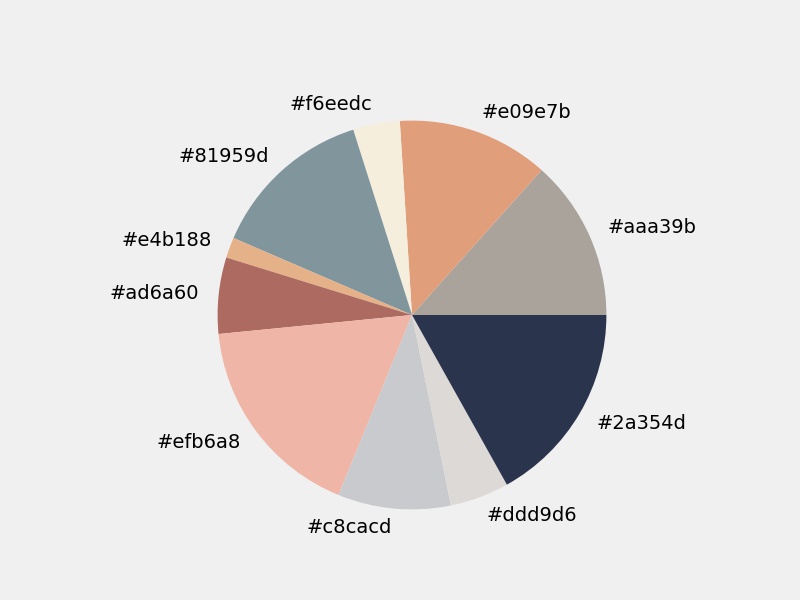 #f6eedc
#e09e7b
#81959d
#aaa39b
#e4b188
#ad6a60
#2a354d
#efb6a8
#ddd9d6
#c8cacd